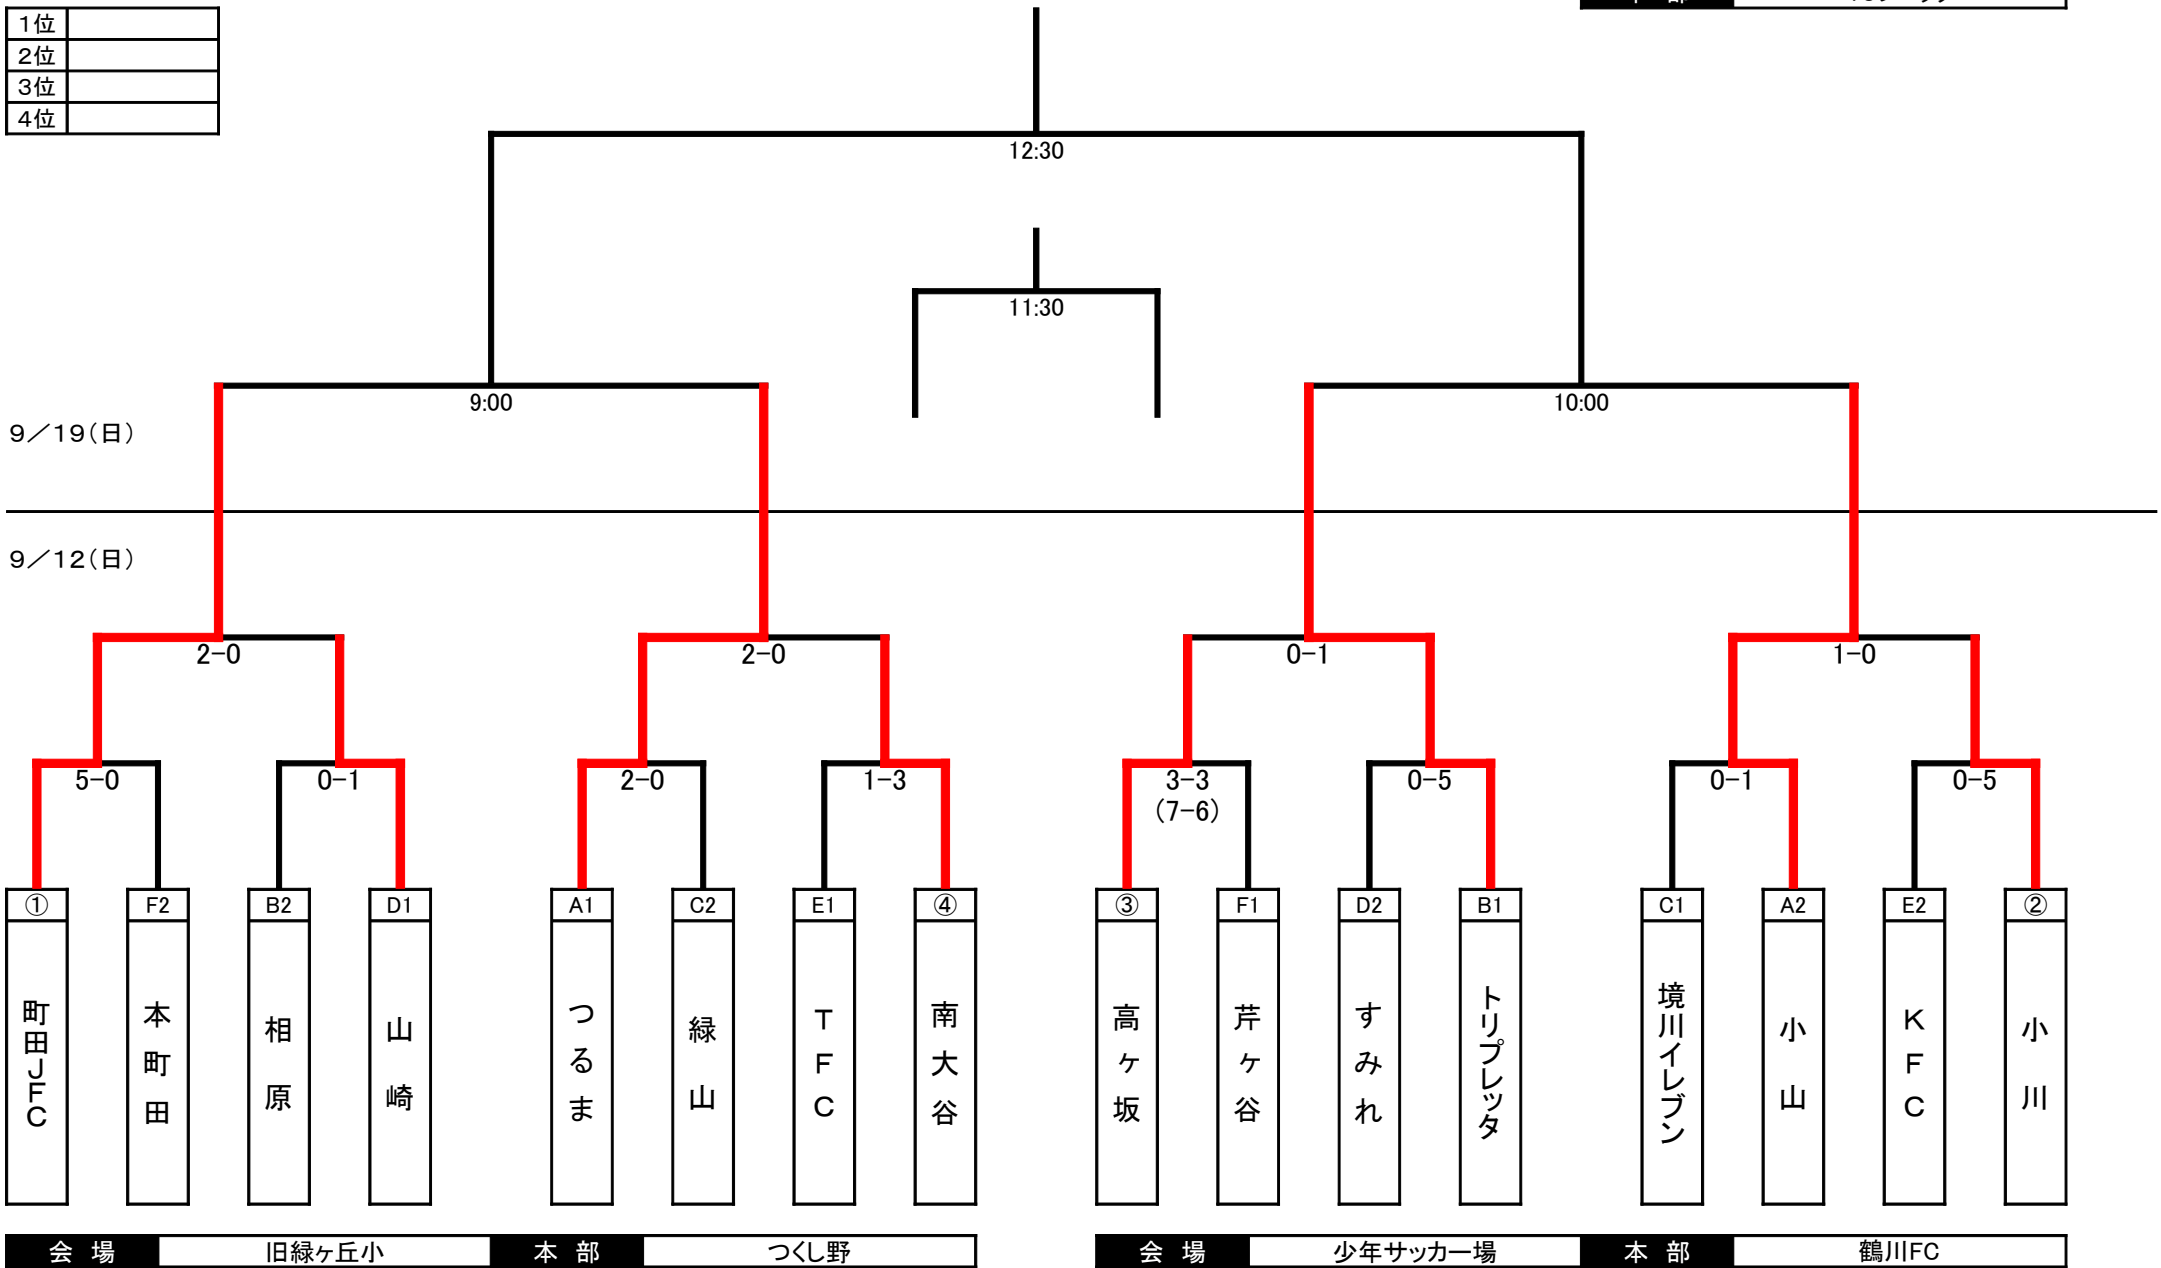 1位
2位
3位
4位
12:30
11:30
9:00
10:00
9／19(日)
9／12(日)
2-0
2-0
0-1
1-0
5-0
0-1
2-0
1-3
3-3
(7-6)
0-5
0-1
0-5
①
F2
B2
D1
A1
C2
E1
④
③
F1
D2
B1
C1
A2
E2
②
町田JFC
本町田
相原
山崎
つるま
緑山
TFC
南大谷
高ヶ坂
芹ヶ谷
すみれ
トリプレッタ
境川イレブン
小山
KFC
小川
会 場 旧緑ヶ丘小 本 部 つくし野
会 場 少年サッカー場 本 部 鶴川FC